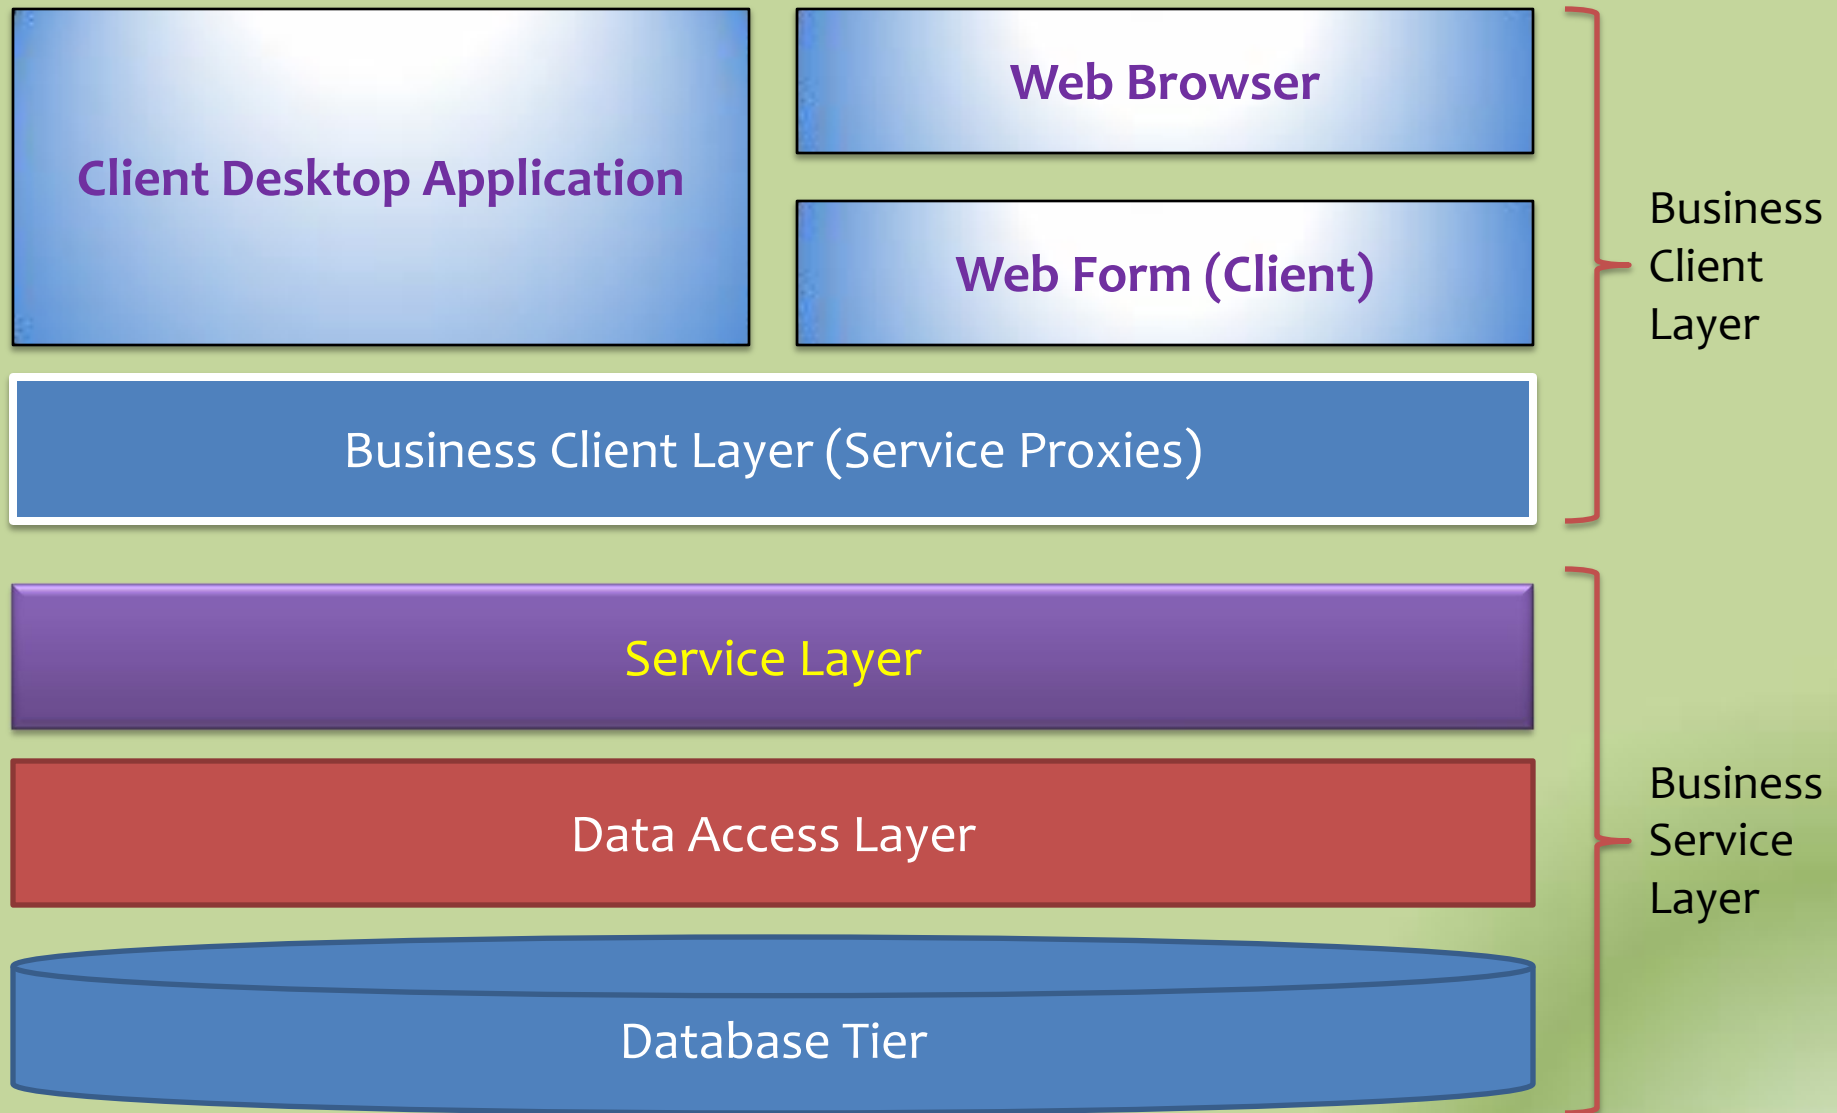 Client Desktop Application
Web Browser
Web Form (Client)
Business Client Layer (Service Proxies)
Business
Client
Layer
Service Layer
Data Access Layer
Database Tier
Business
Service
Layer